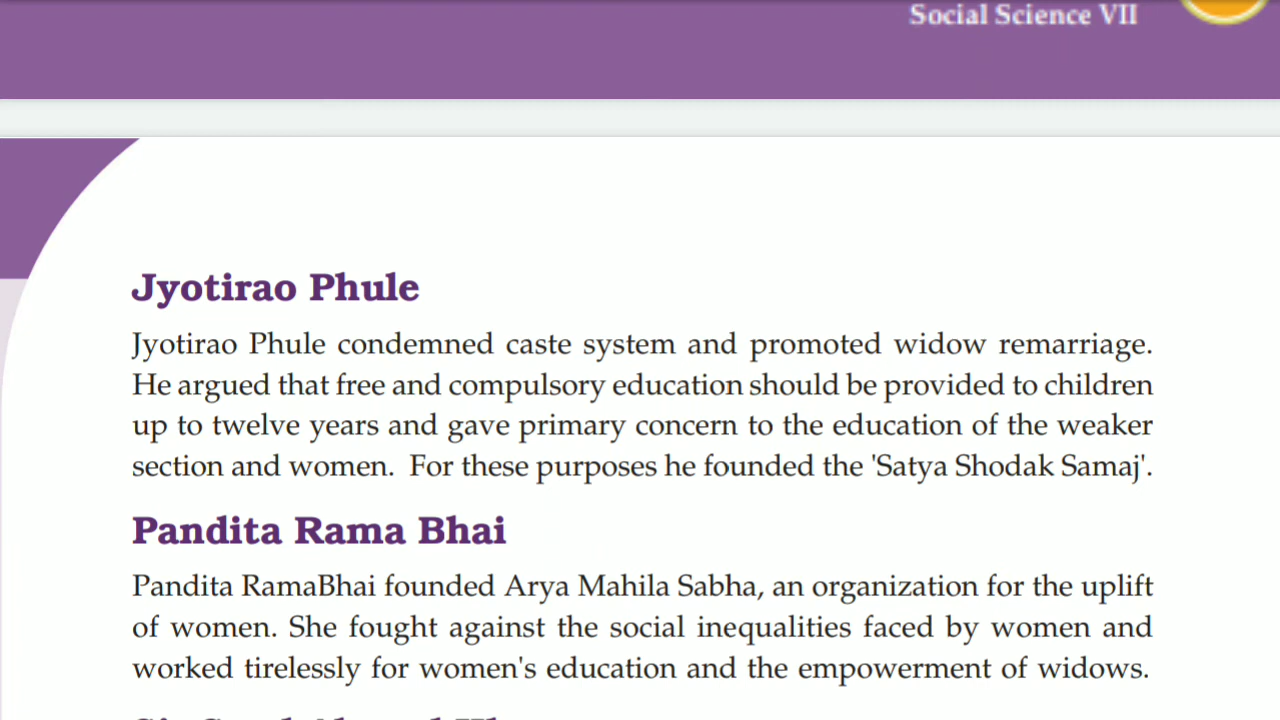 Social Science VII
Jyotirao Phule
Jyotirao Phule condemned caste system and promoted widow remarriage.
He argued that free and compulsory education should be provided to children
up to twelve years and gave primary concern to the education of the weaker
section and women. For these purposes he founded the 'Satya Shodak Samaj'.
Pandita Rama Bhai
Pandita RamaBhai founded Arya Mahila Sabha, an organization for the uplift
of women. She fought against the social inequalities faced by women and
worked tirelessly for women's education and the empowerment of widows.